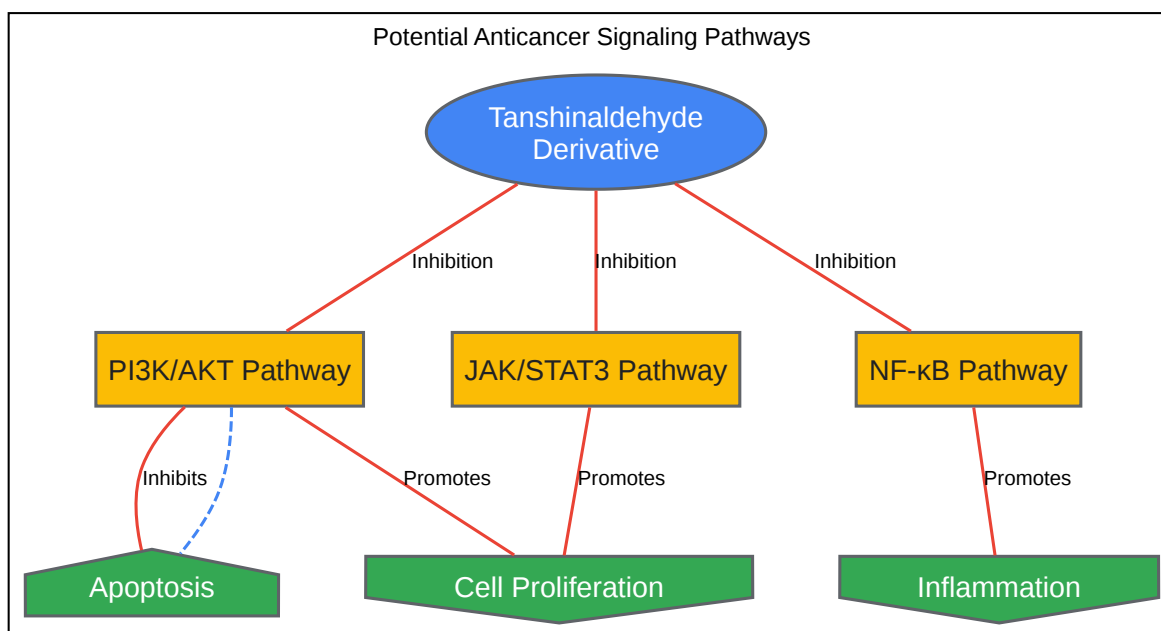 Potential Anticancer Signaling Pathways
Tanshinaldehyde
Derivative
Inhibition
Inhibition
Inhibition
PI3K/AKT Pathway
JAK/STAT3 Pathway
NF-κB Pathway
Inhibits
Promotes
Promotes
Promotes
Apoptosis
Cell Proliferation
Inflammation